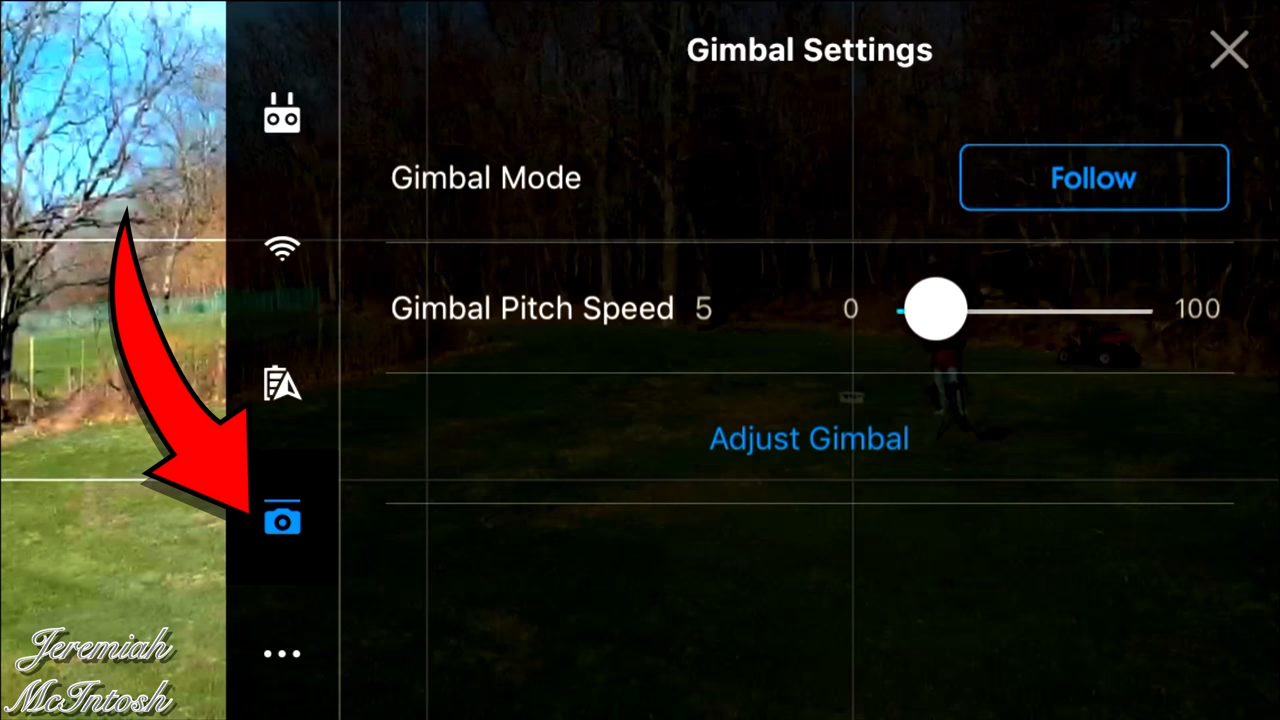 Gimbal Settings
Gimbal Mode
Follow
Gimbal Pitch Speed 5 0 100
Adjust Gimbal
Jeremiah
McIntosh